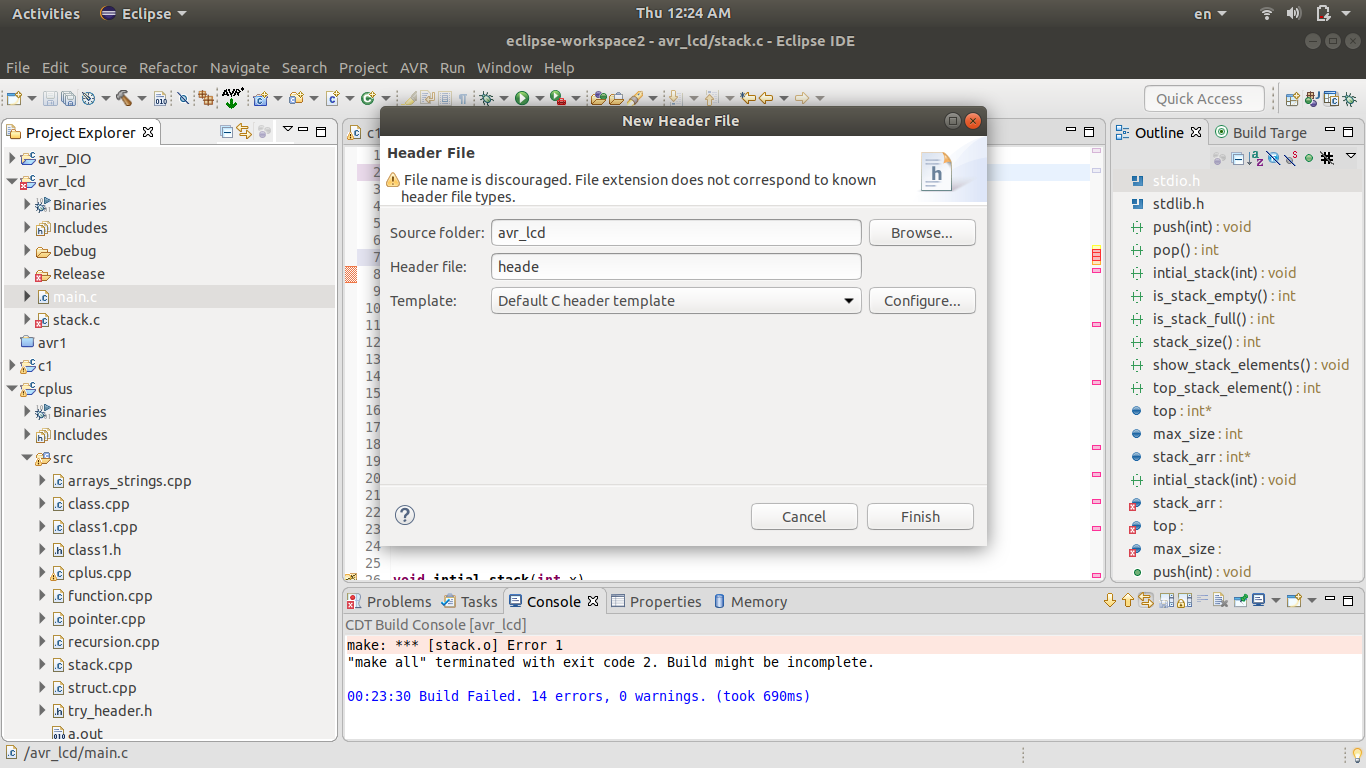 Activities Eclipse Thu 12:24 AM en
eclipse-workspace2 - avr_lcd/stack.c - Eclipse IDE
File Edit Source Refactor Navigate Search Project AVR Run Window Help
Quick Access
Project Explorer
avr_DIO
avr_lcd
Binaries
Includes
Debug
Release
main.c
stack.c
avr1
c1
cplus
Binaries
Includes
src
arrays_strings.cpp
class.cpp
class1.cpp
class1.h
cplus.cpp
function.cpp
pointer.cpp
recursion.cpp
stack.cpp
struct.cpp
try_header.h
a.out
c1
1
2
3
4
5
6
7
8
9
10
11
12
13
14
15
16
17
18
19
20
21
22
23
24
25
26 void intial_stack(int x)
New Header File
Header File
File name is discouraged. File extension does not correspond to known
header file types.
Source folder: avr_lcd Browse...
Header file: heade
Template: Default C header template Configure...
Cancel Finish
Outline Build Targe
stdio.h
stdlib.h
push(int) : void
pop() : int
intial_stack(int) : void
is_stack_empty() : int
is_stack_full() : int
stack_size() : int
show_stack_elements() : void
top_stack_element() : int
top : int*
max_size : int
stack_arr : int*
intial_stack(int) : void
stack_arr :
top :
max_size :
push(int) : void
Problems Tasks Console Properties Memory
CDT Build Console [avr_lcd]
make: *** [stack.o] Error 1
"make all" terminated with exit code 2. Build might be incomplete.
00:23:30 Build Failed. 14 errors, 0 warnings. (took 690ms)
/avr_lcd/main.c